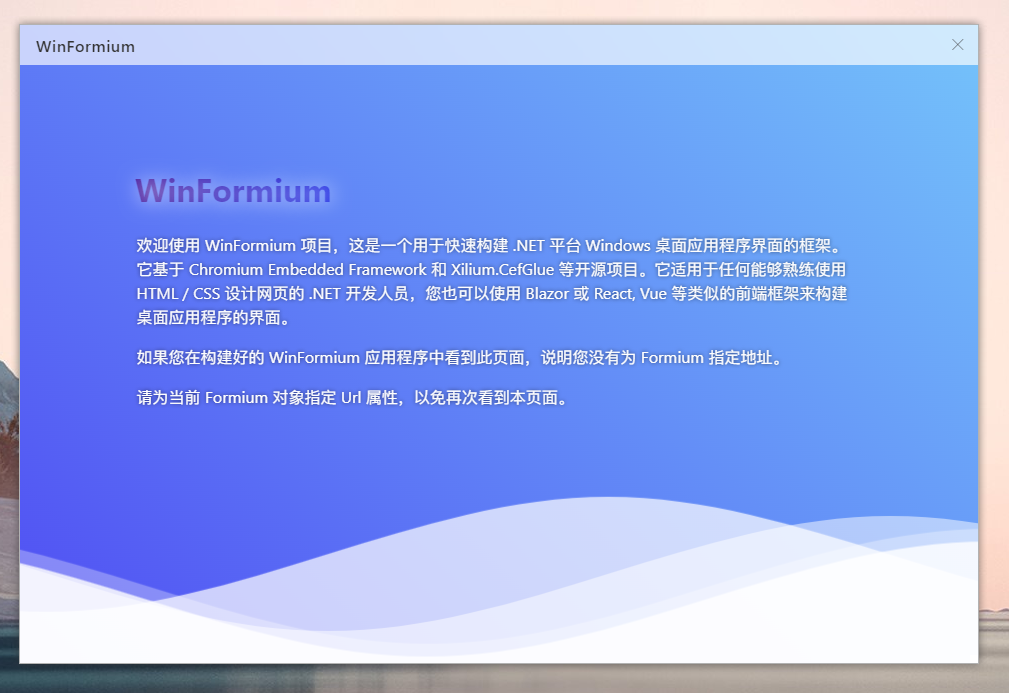 WinFormium
WinFormium
欢迎使用 WinFormium 项目，这是一个用于快速构建 .NET 平台 Windows 桌面应用程序界面的框架。
它基于 Chromium Embedded Framework 和 Xilium.CefGlue 等开源项目。它适用于任何能够熟练使用
HTML / CSS 设计网页的 .NET 开发人员，您也可以使用 Blazor 或 React, Vue 等类似的前端框架来构建
桌面应用程序的界面。
如果您在构建好的 WinFormium 应用程序中看到此页面，说明您没有为 Formium 指定地址。
请为当前 Formium 对象指定 Url 属性，以免再次看到本页面。